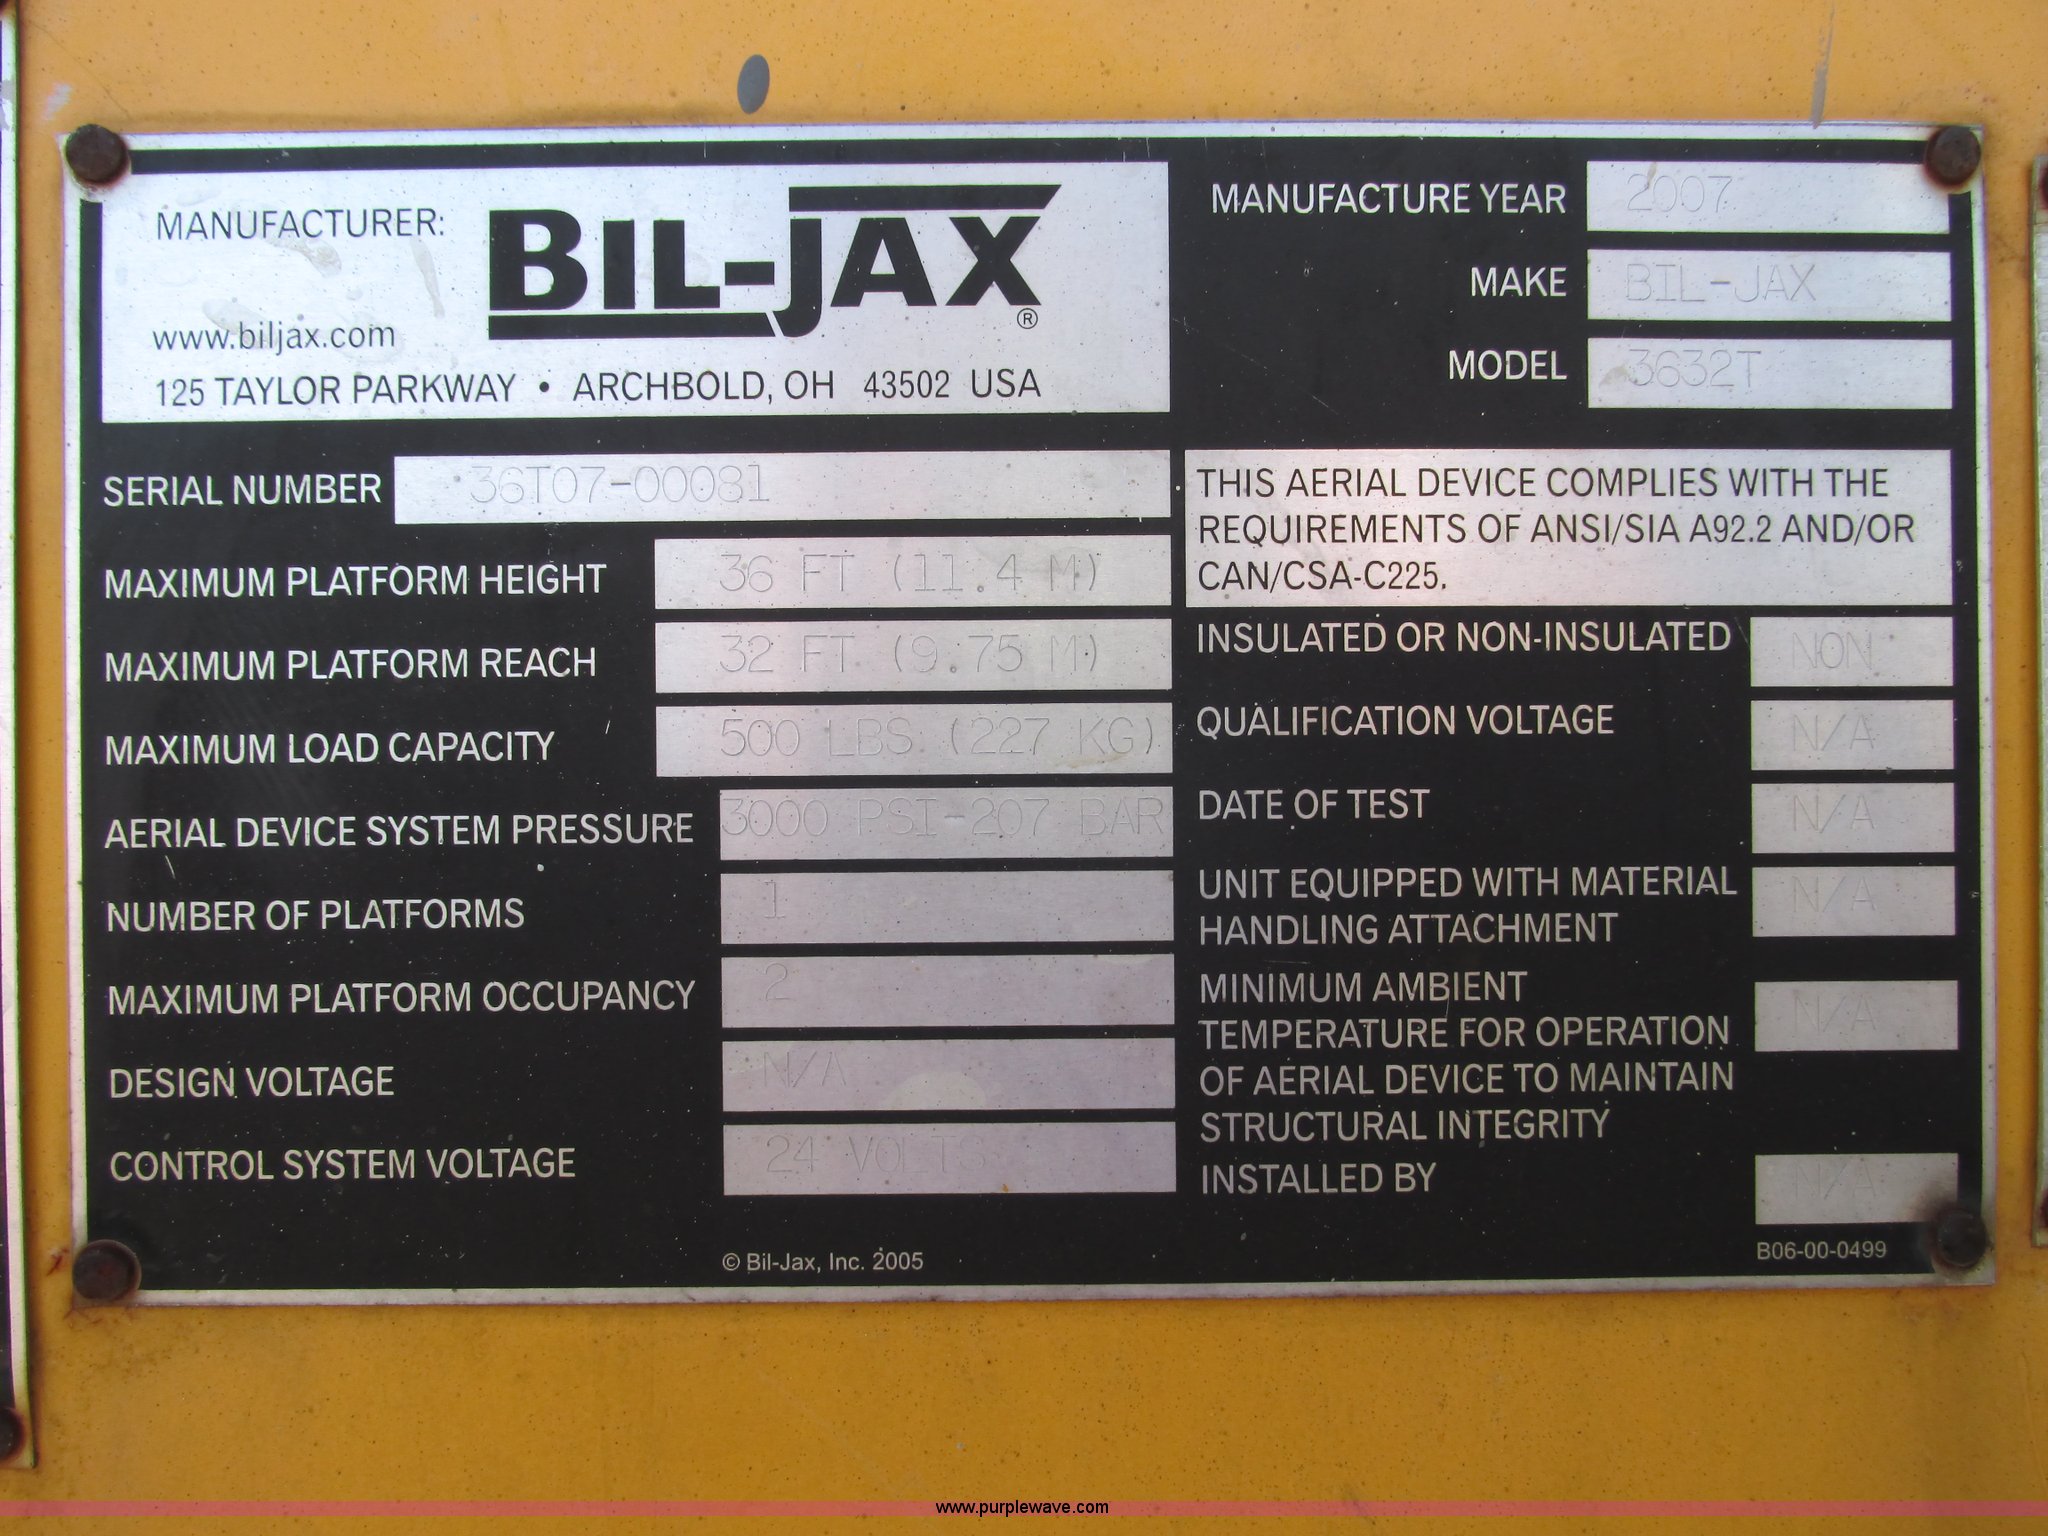 MANUFACTURER: BIL-JAX ®
www.biljax.com
125 TAYLOR PARKWAY • ARCHBOLD, OH 43502 USA
MANUFACTURE YEAR 2007
MAKE BIL-JAX
MODEL 3632T
SERIAL NUMBER 36T07-00081
MAXIMUM PLATFORM HEIGHT 36 FT (11.4 M)
MAXIMUM PLATFORM REACH 32 FT (9.75 M)
MAXIMUM LOAD CAPACITY 500 LBS (227 KG)
AERIAL DEVICE SYSTEM PRESSURE 3000 PSI-207 BAR
NUMBER OF PLATFORMS 1
MAXIMUM PLATFORM OCCUPANCY 2
DESIGN VOLTAGE N/A
CONTROL SYSTEM VOLTAGE 24 VOLTS
© Bil-Jax, Inc. 2005
THIS AERIAL DEVICE COMPLIES WITH THE
REQUIREMENTS OF ANSI/SIA A92.2 AND/OR
CAN/CSA-C225.
INSULATED OR NON-INSULATED NON
QUALIFICATION VOLTAGE N/A
DATE OF TEST N/A
UNIT EQUIPPED WITH MATERIAL N/A
HANDLING ATTACHMENT
MINIMUM AMBIENT
TEMPERATURE FOR OPERATION N/A
OF AERIAL DEVICE TO MAINTAIN
STRUCTURAL INTEGRITY
INSTALLED BY N/A
B06-00-0499
www.purplewave.com